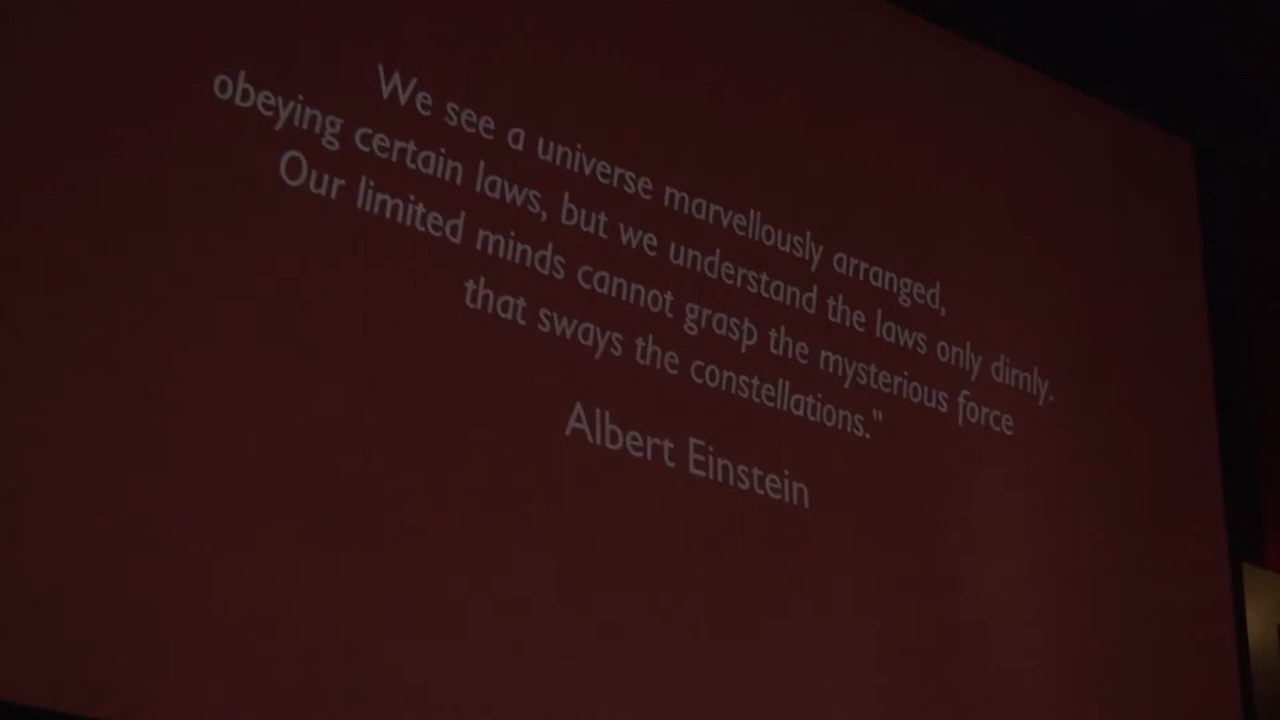 We see a universe marvellously arranged,
obeying certain laws, but we understand the laws only dimly.
Our limited minds cannot grasp the mysterious force
that sways the constellations."
Albert Einstein